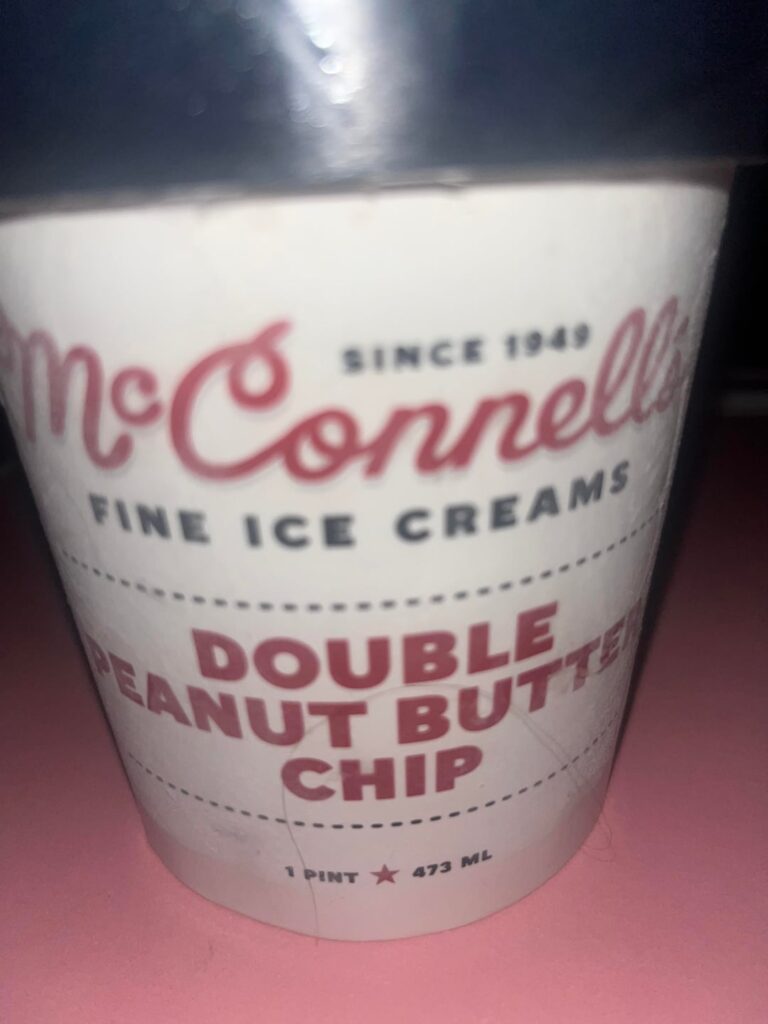 SINCE 1949
McConnell's
FINE ICE CREAMS
DOUBLE
PEANUT BUTTER
CHIP
1 PINT ★ 473 ML